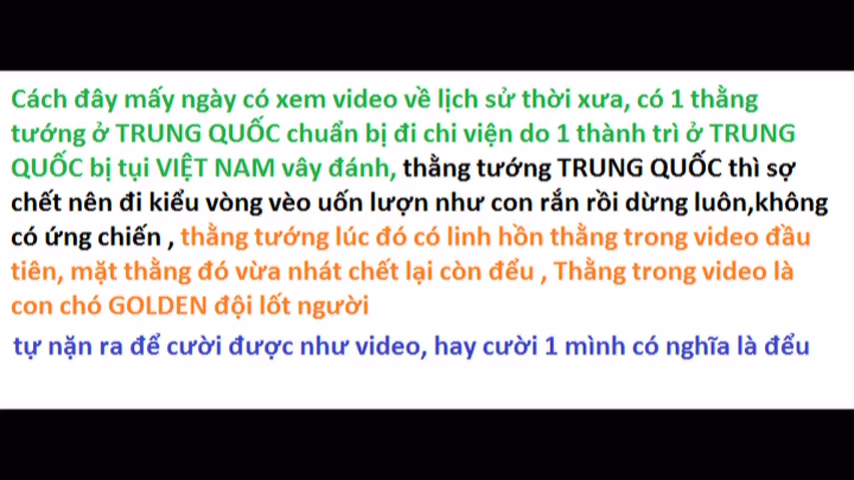 Cách đây mấy ngày có xem video về lịch sử thời xưa, có 1 thằng
tướng ở TRUNG QUỐC chuẩn bị đi chi viện do 1 thành trì ở TRUNG
QUỐC bị tụi VIỆT NAM vây đánh, thằng tướng TRUNG QUỐC thì sợ
chết nên đi kiểu vòng vèo uốn lượn như con rắn rồi dừng luôn,không
có ứng chiến , thằng tướng lúc đó có linh hồn thằng trong video đầu
tiên, mặt thằng đó vừa nhát chết lại còn đểu , Thằng trong video là
con chó GOLDEN đội lốt người
tự nặn ra để cười được như video, hay cười 1 mình có nghĩa là đểu